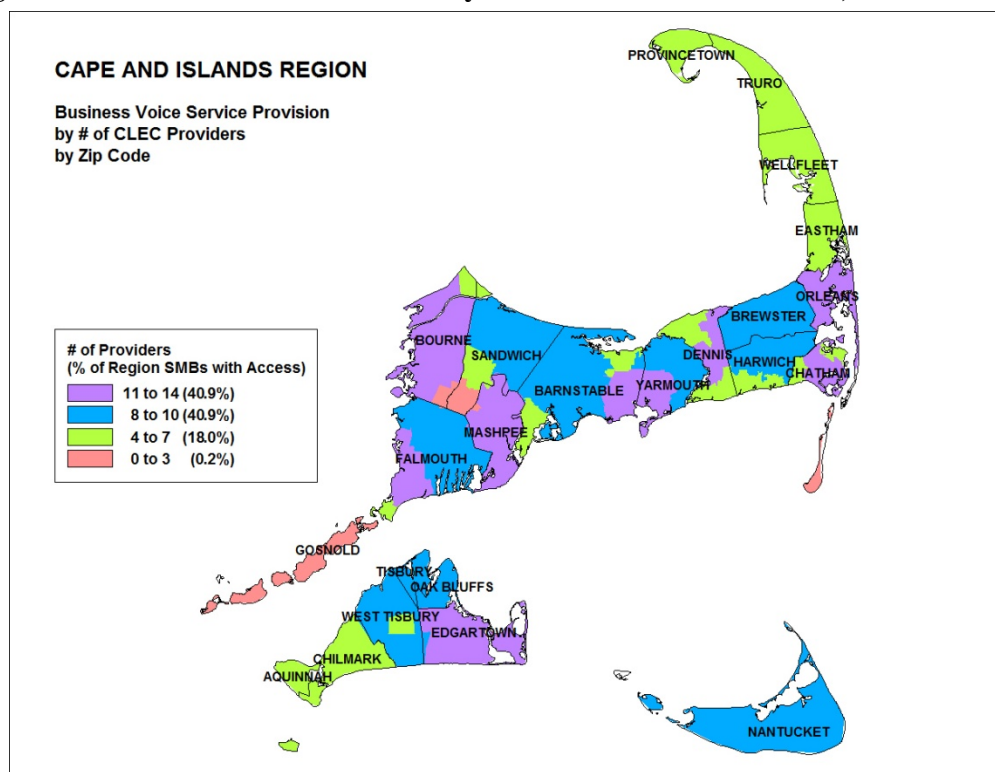 CAPE AND ISLANDS REGION
Business Voice Service Provision
by # of CLEC Providers
by Zip Code
PROVINCETOWN
TRURO
WELLFLEET
EASTHAM
ORLEANS
BREWSTER
BOURNE
SANDWICH
DENNIS
HARWICH
CHATHAM
BARNSTABLE
YARMOUTH
MASHPEE
FALMOUTH
# of Providers
(% of Region SMBs with Access)
11 to 14 (40.9%)
8 to 10 (40.9%)
4 to 7 (18.0%)
0 to 3 (0.2%)
GOSNOLD
TISBURY
OAK BLUFFS
WEST TISBURY
EDGARTOWN
CHILMARK
AQUINNAH
NANTUCKET